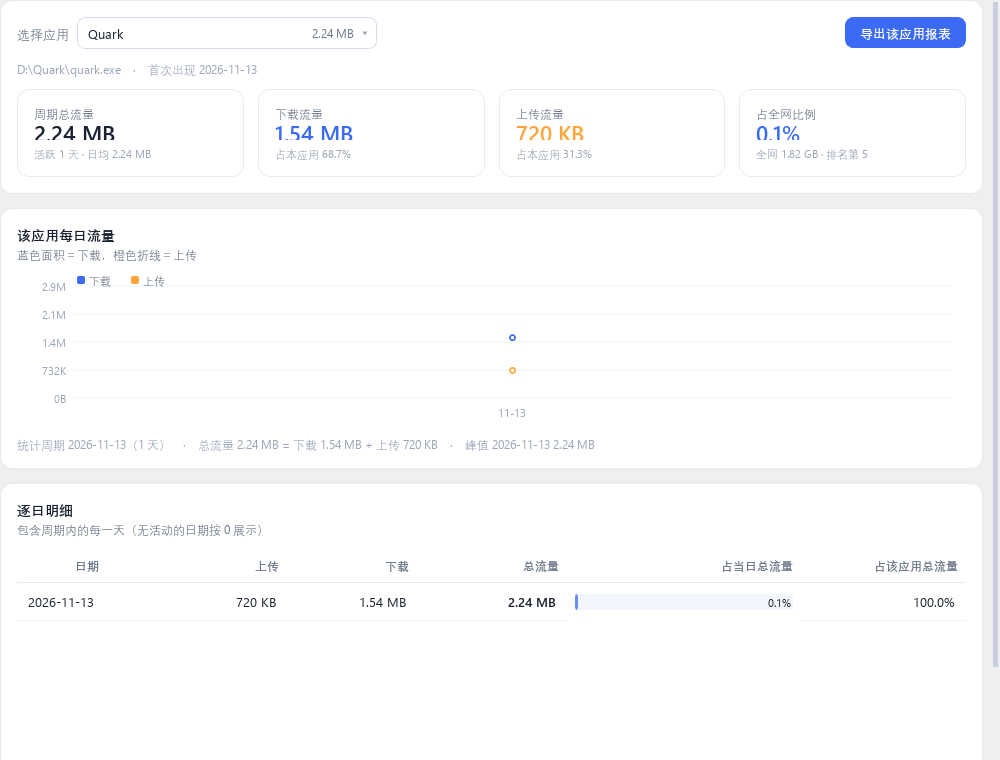 选择应用 Quark 2.24 MB ▾ 导出该应用报表
D:\Quark\quark.exe · 首次出现 2026-11-13
周期总流量 下载流量 上传流量 占全网比例
2.24 MB 1.54 MB 720 KB 0.1%
活跃 1 天 · 日均 2.24 MB 占本应用 68.7% 占本应用 31.3% 全网 1.82 GB · 排名第 5
该应用每日流量
蓝色面积 = 下载, 橙色折线 = 上传
下载 上传
2.9M
2.1M
1.4M
732K
0B
11-13
统计周期 2026-11-13（1 天） · 总流量 2.24 MB = 下载 1.54 MB + 上传 720 KB · 峰值 2026-11-13 2.24 MB
逐日明细
包含周期内的每一天（无活动的日期按 0 展示）
日期 上传 下载 总流量 占当日总流量 占该应用总流量
2026-11-13 720 KB 1.54 MB 2.24 MB 0.1% 100.0%